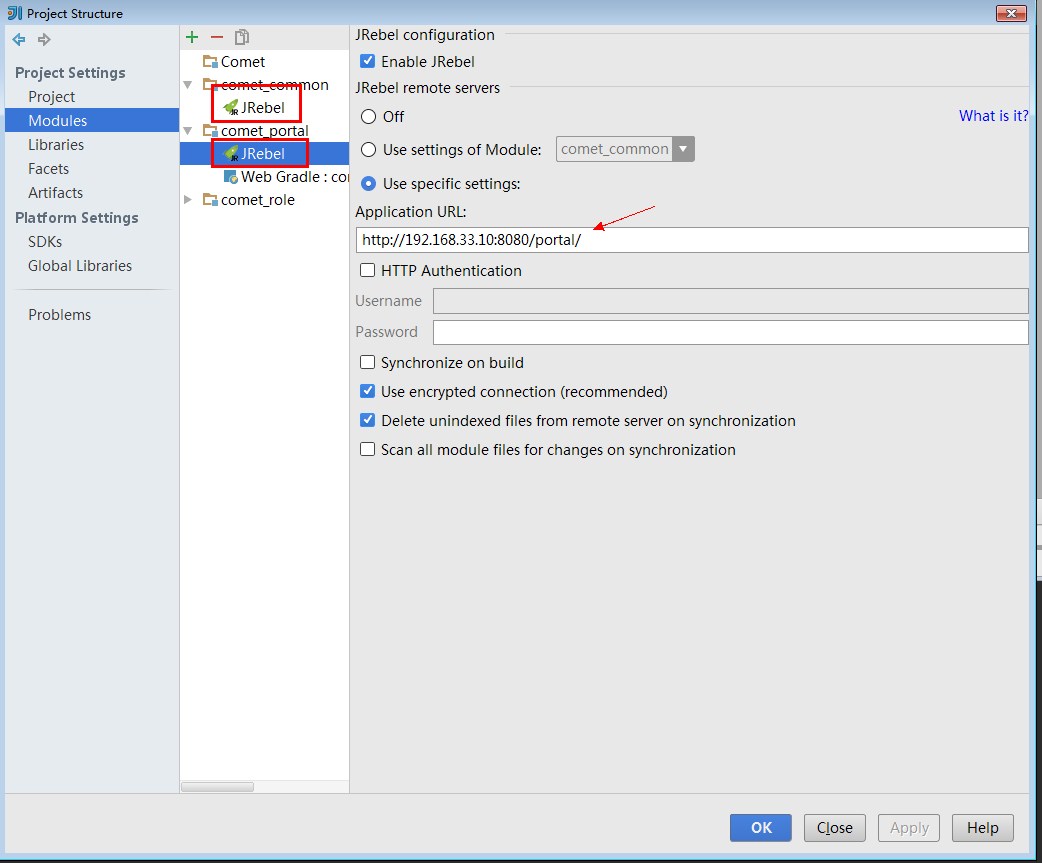 Project Structure
Project Settings
Project
Modules
Libraries
Facets
Artifacts
Platform Settings
SDKs
Global Libraries
Problems
Comet
comet_common
JRebel
comet_portal
JRebel
Web Gradle : co
comet_role
JRebel configuration
Enable JRebel
JRebel remote servers
Off
What is it?
Use settings of Module: comet_common
Use specific settings:
Application URL:
http://192.168.33.10:8080/portal/
HTTP Authentication
Username
Password
Synchronize on build
Use encrypted connection (recommended)
Delete unindexed files from remote server on synchronization
Scan all module files for changes on synchronization
OK
Close
Apply
Help